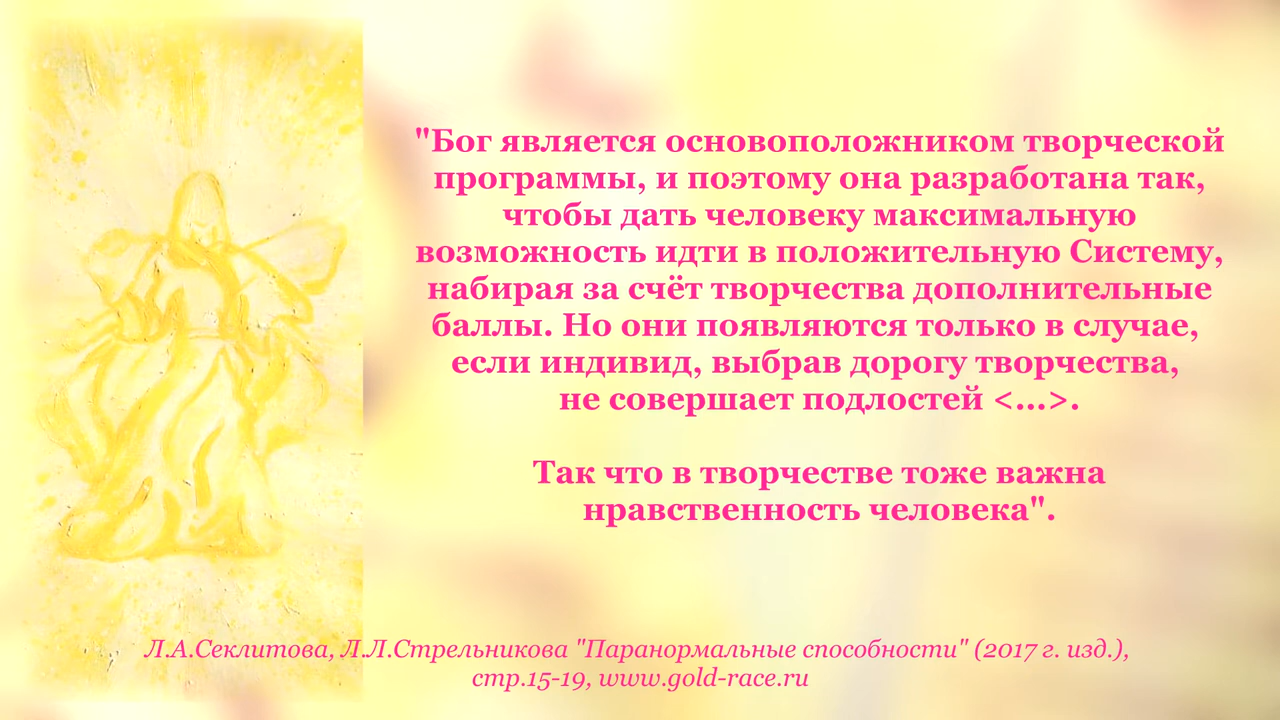 "Бог является основоположником творческой
программы, и поэтому она разработана так,
чтобы дать человеку максимальную
возможность идти в положительную Систему,
набирая за счёт творчества дополнительные
баллы. Но они появляются только в случае,
если индивид, выбрав дорогу творчества,
не совершает подлостей <...>.
Так что в творчестве тоже важна
нравственность человека".
Л.А.Секлитова, Л.Л.Стрельникова "Паранормальные способности" (2017 г. изд.),
стр.15-19, www.gold-race.ru